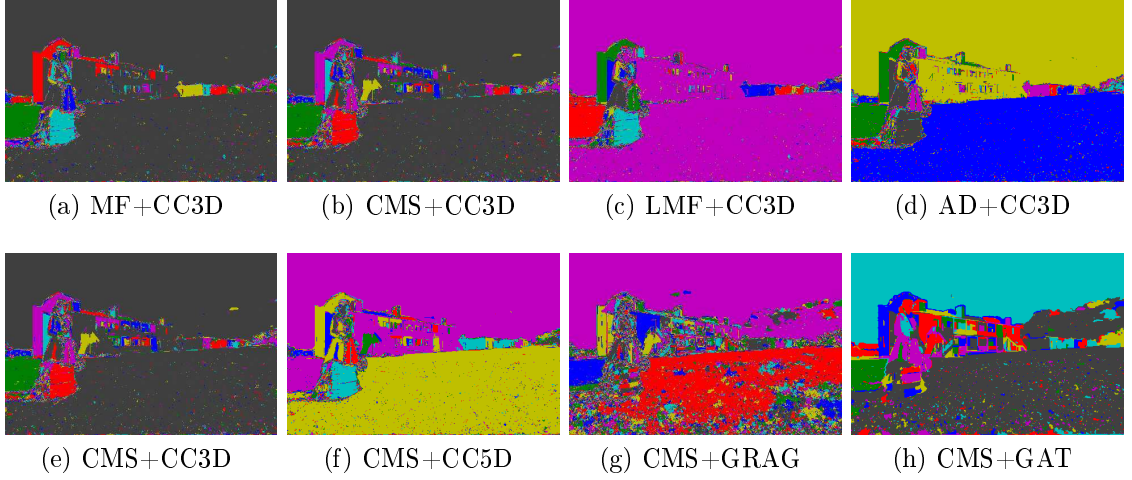 (a) MF+CC3D
(b) CMS+CC3D
(c) LMF+CC3D
(d) AD+CC3D
(e) CMS+CC3D
(f) CMS+CC5D
(g) CMS+GRAG
(h) CMS+GAT